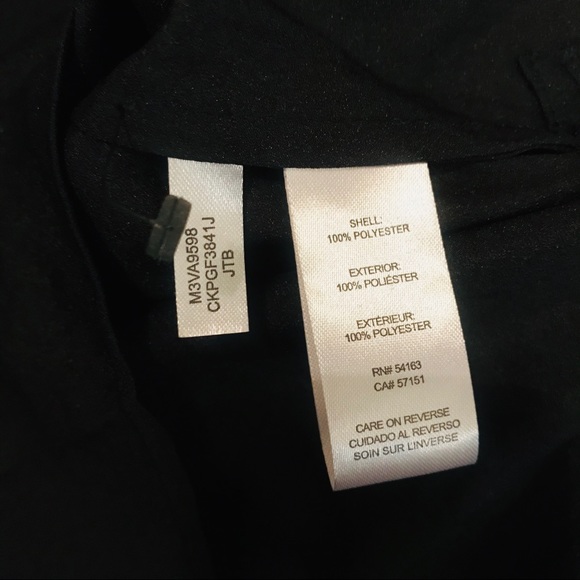 M3VA9598
CKPGF3841J
JTB
SHELL:
100% POLYESTER
EXTERIOR:
100% POLIÉSTER
EXTÉRIEUR:
100% POLYESTER
RN# 54163
CA# 57151
CARE ON REVERSE
CUIDADO AL REVERSO
SOIN SUR L'INVERSE